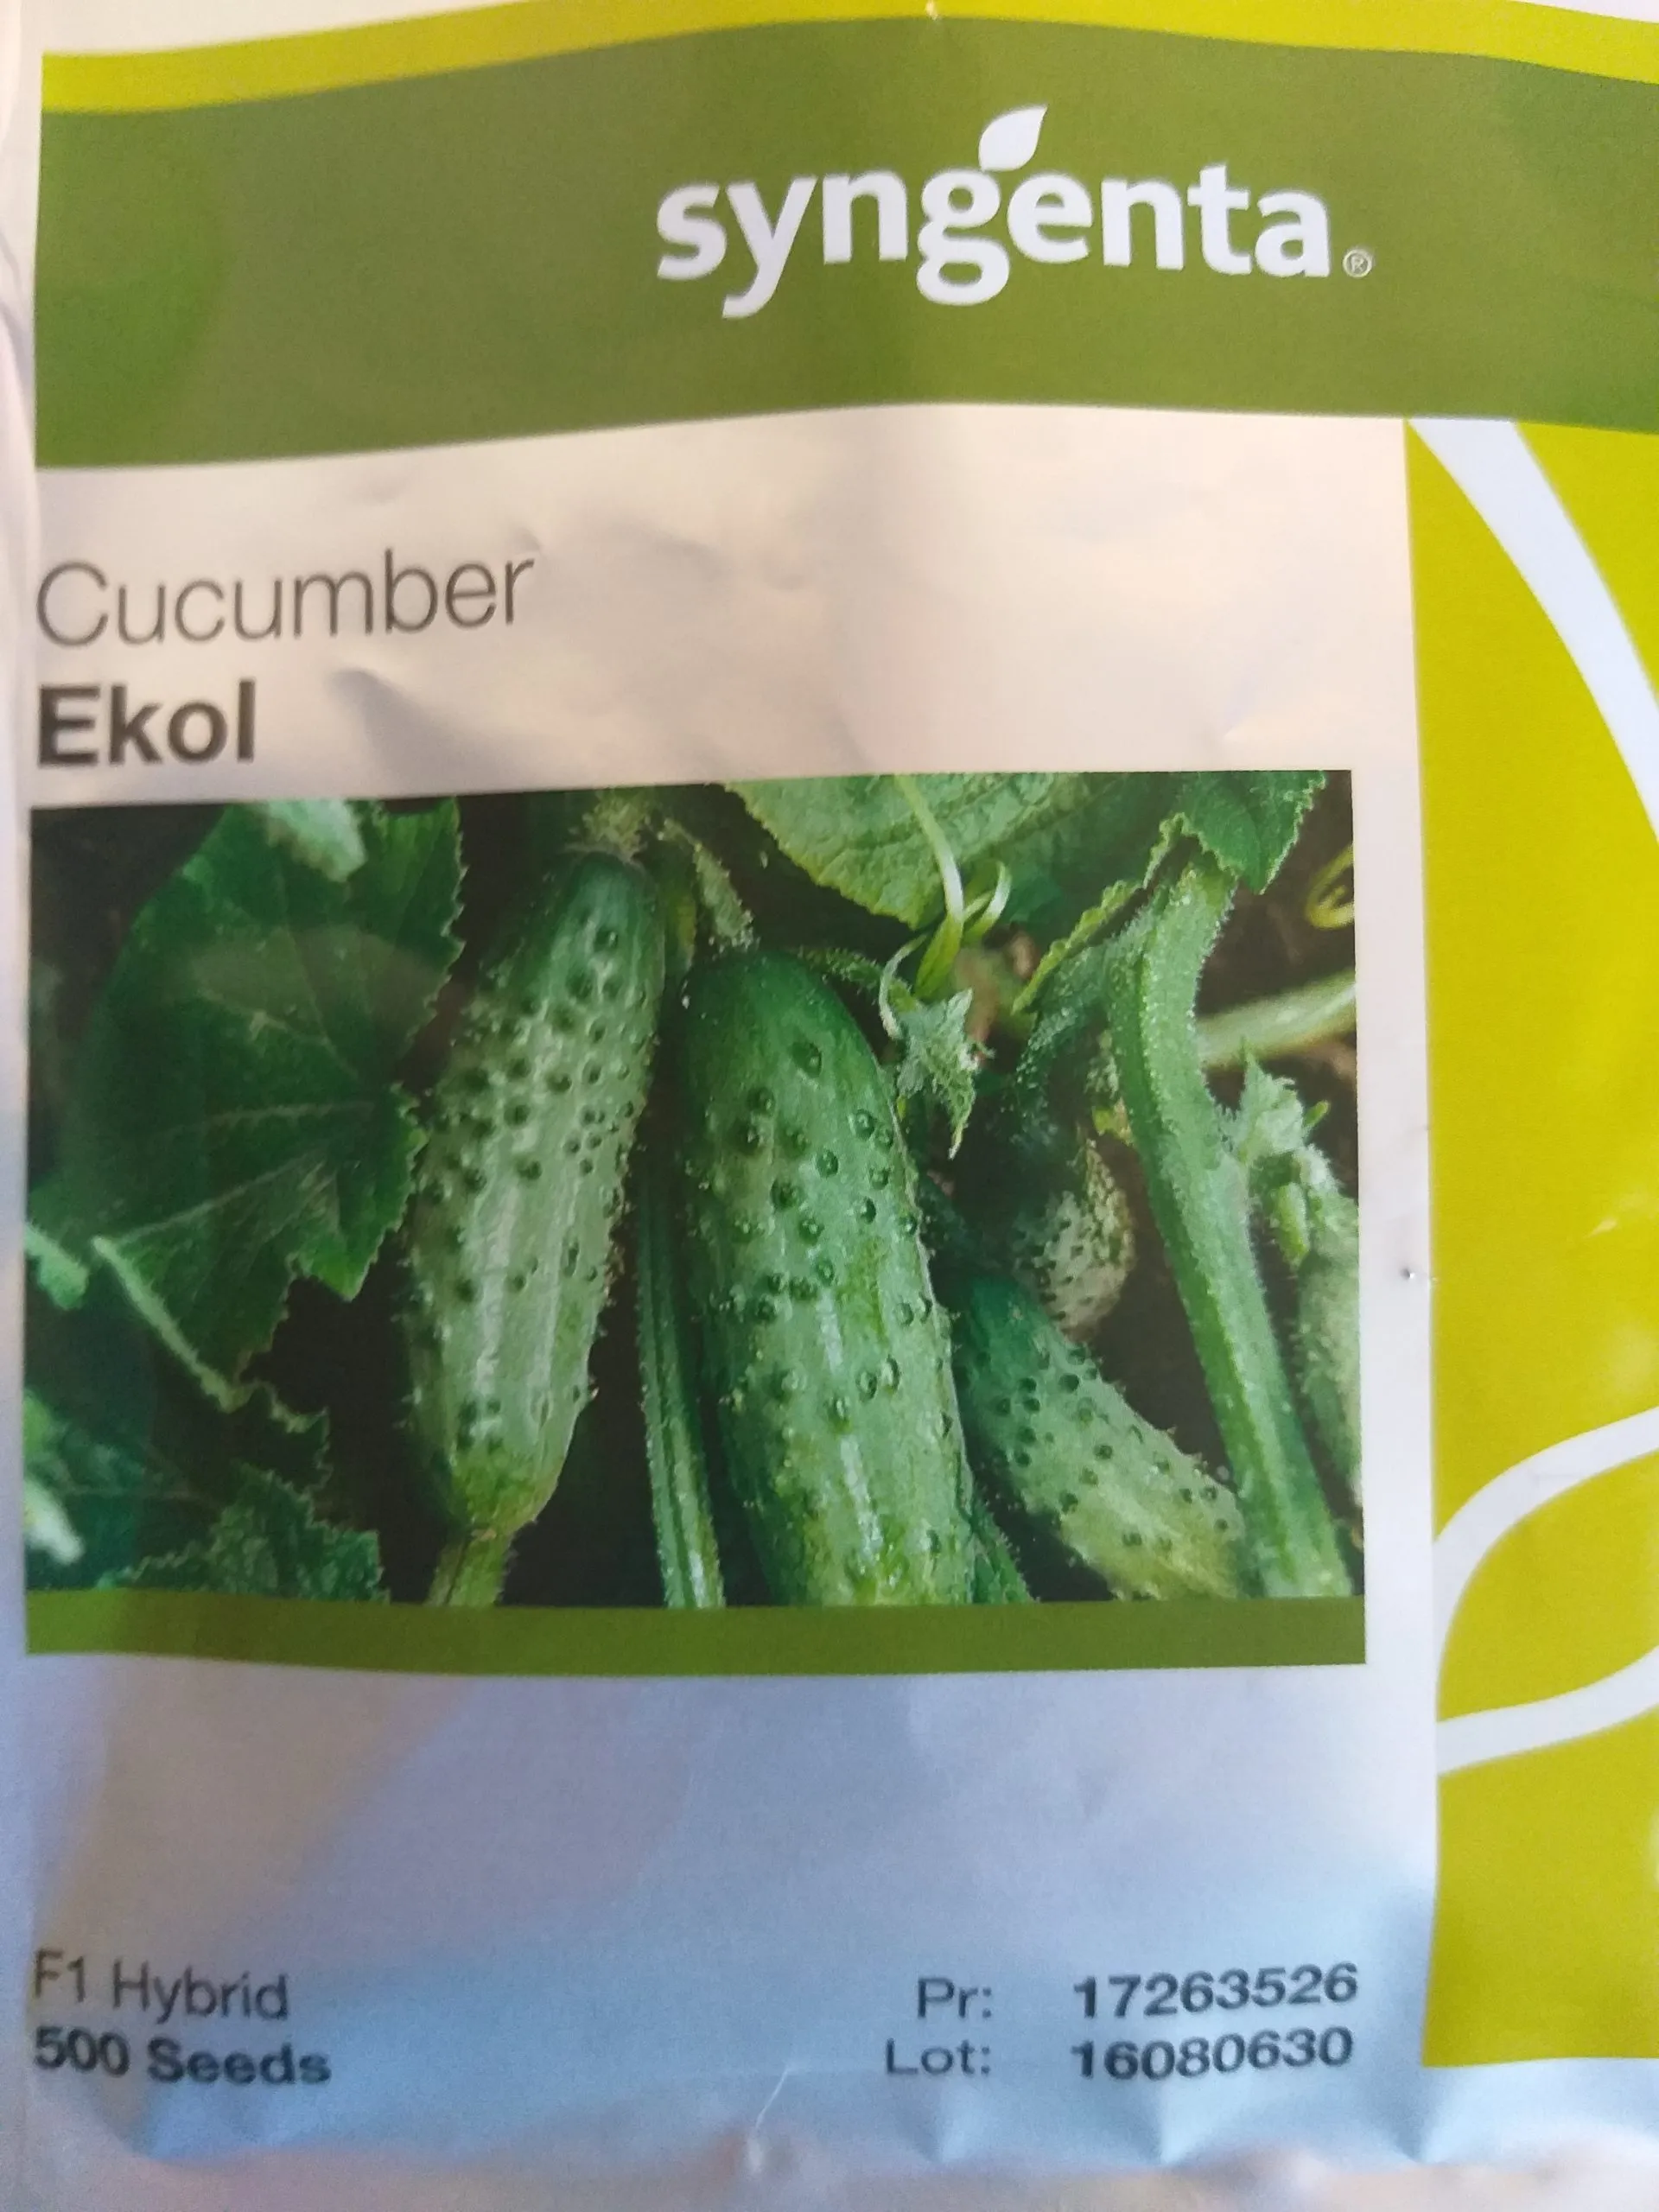 syngenta®
Cucumber
Ekol
F1 Hybrid
500 Seeds
Pr: 17263526
Lot: 16080630